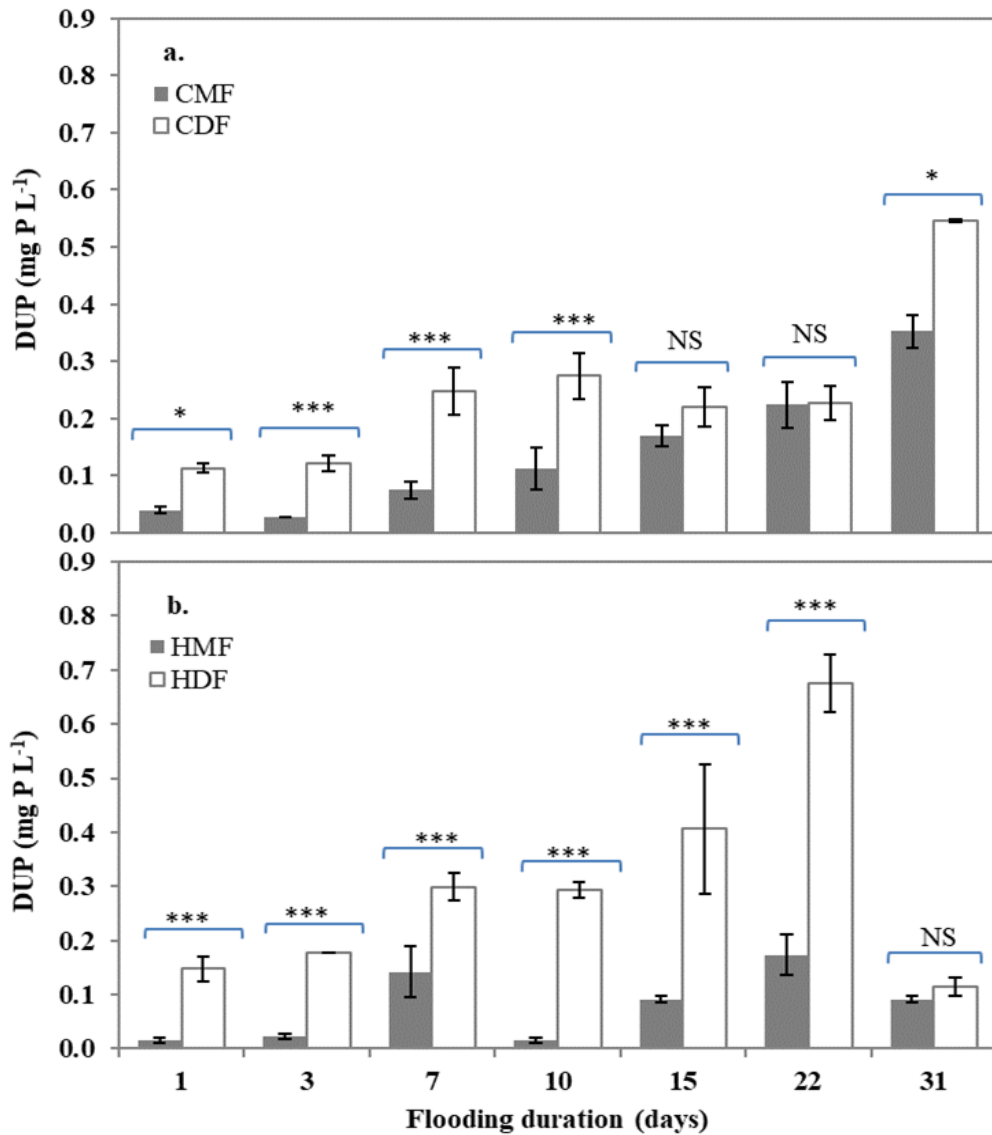 0.9
0.8
0.7
0.6
0.5
0.4
0.3
0.2
0.1
0.0
DUP (mg P L⁻¹)
a.
CMF
CDF
*
***
***
***
NS
NS
*
0.9
0.8
0.7
0.6
0.5
0.4
0.3
0.2
0.1
0.0
DUP (mg P L⁻¹)
b.
HMF
HDF
***
***
***
***
***
***
NS
1 3 7 10 15 22 31
Flooding duration (days)